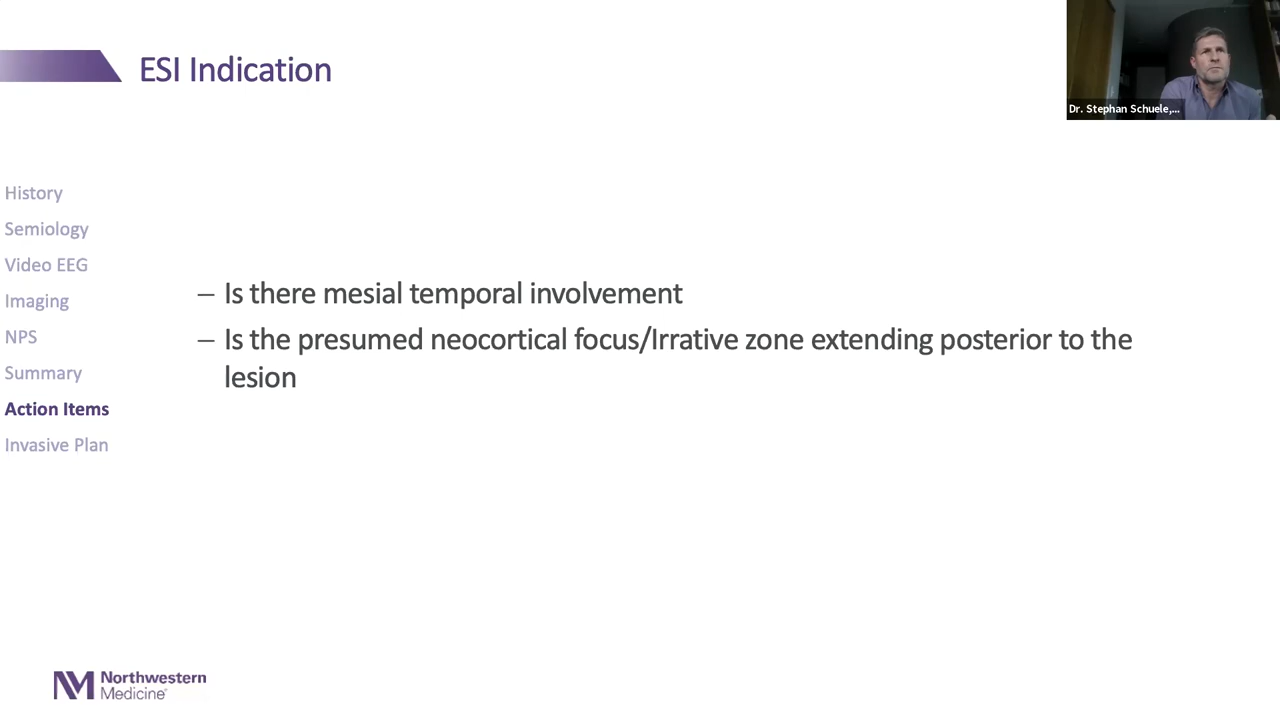 ESI Indication
Dr. Stephan Schuele,...
History
Semiology
Video EEG
Imaging
NPS
Summary
Action Items
Invasive Plan
– Is there mesial temporal involvement
– Is the presumed neocortical focus/Irrative zone extending posterior to the
lesion
Northwestern
Medicine®